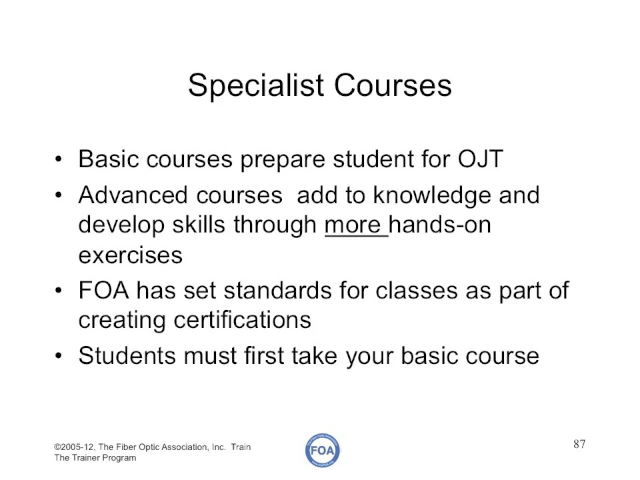 Specialist Courses
• Basic courses prepare student for OJT
• Advanced courses  add to knowledge and
develop skills through more hands-on
exercises
• FOA has set standards for classes as part of
creating certifications
• Students must first take your basic course
©2005-12, The Fiber Optic Association, Inc.  Train
The Trainer Program
FOA
87